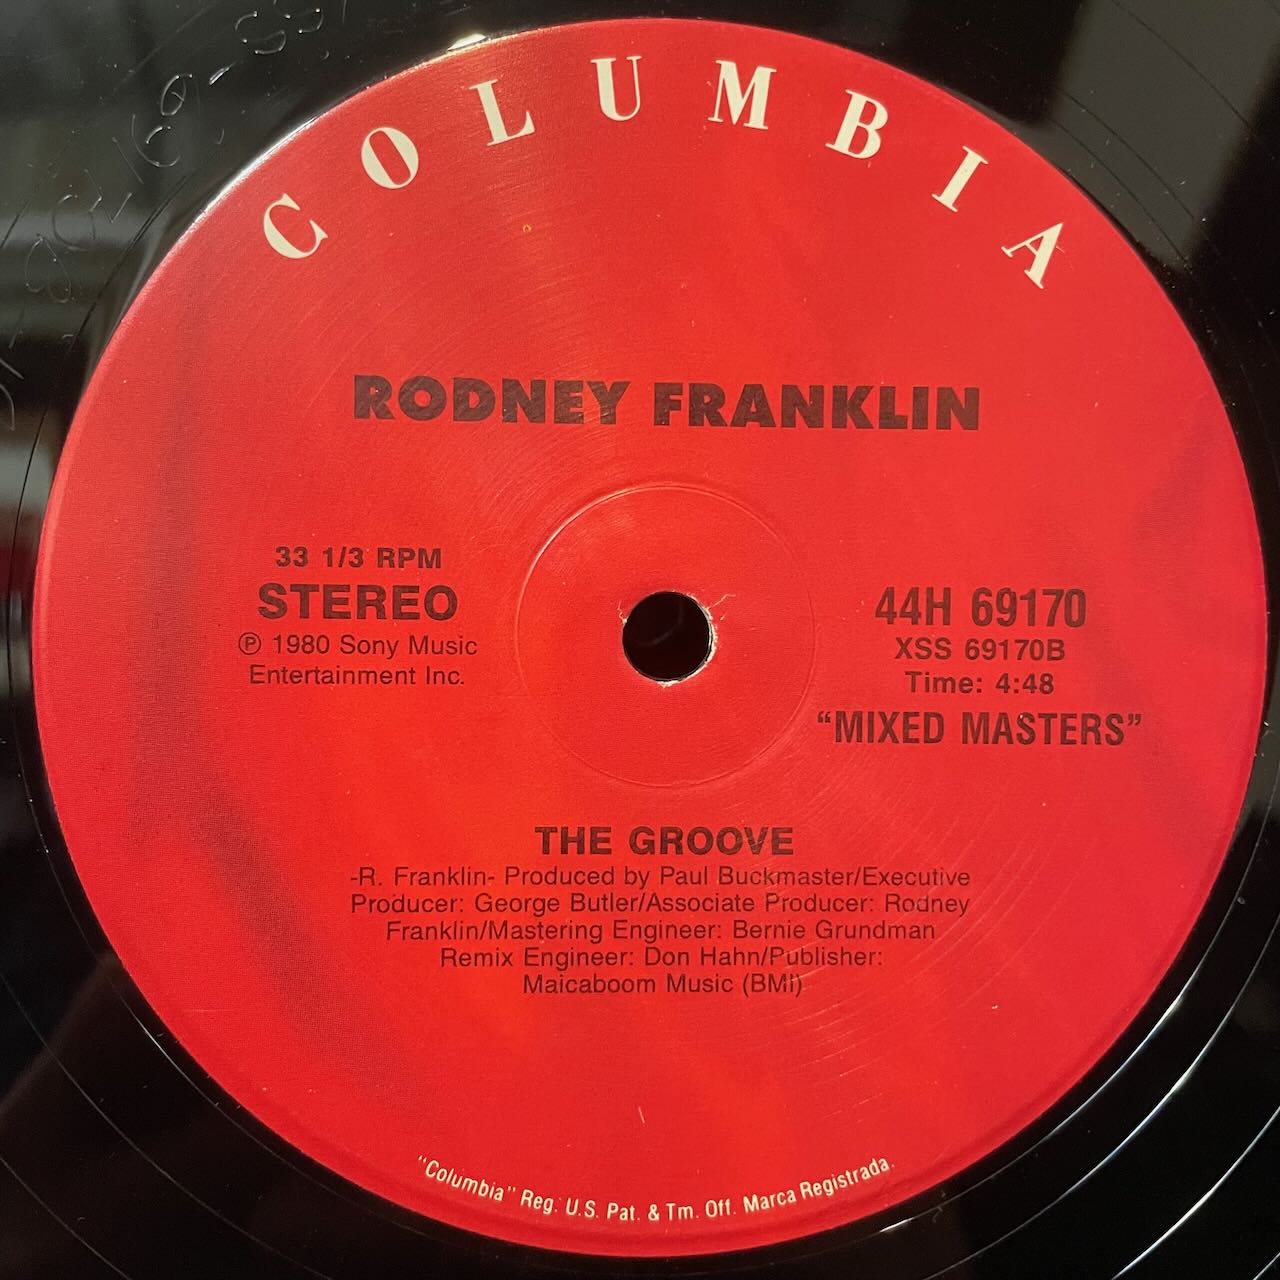 COLUMBIA
RODNEY FRANKLIN
33 1/3 RPM
STEREO
℗ 1980 Sony Music
Entertainment Inc.
44H 69170
XSS 69170B
Time: 4:48
“MIXED MASTERS”
THE GROOVE
-R. Franklin- Produced by Paul Buckmaster/Executive
Producer: George Butler/Associate Producer: Rodney
Franklin/Mastering Engineer: Bernie Grundman
Remix Engineer: Don Hahn/Publisher:
Maicaboom Music (BMI)
"Columbia" Reg. U.S. Pat. & Tm. Off. Marca Registrada.